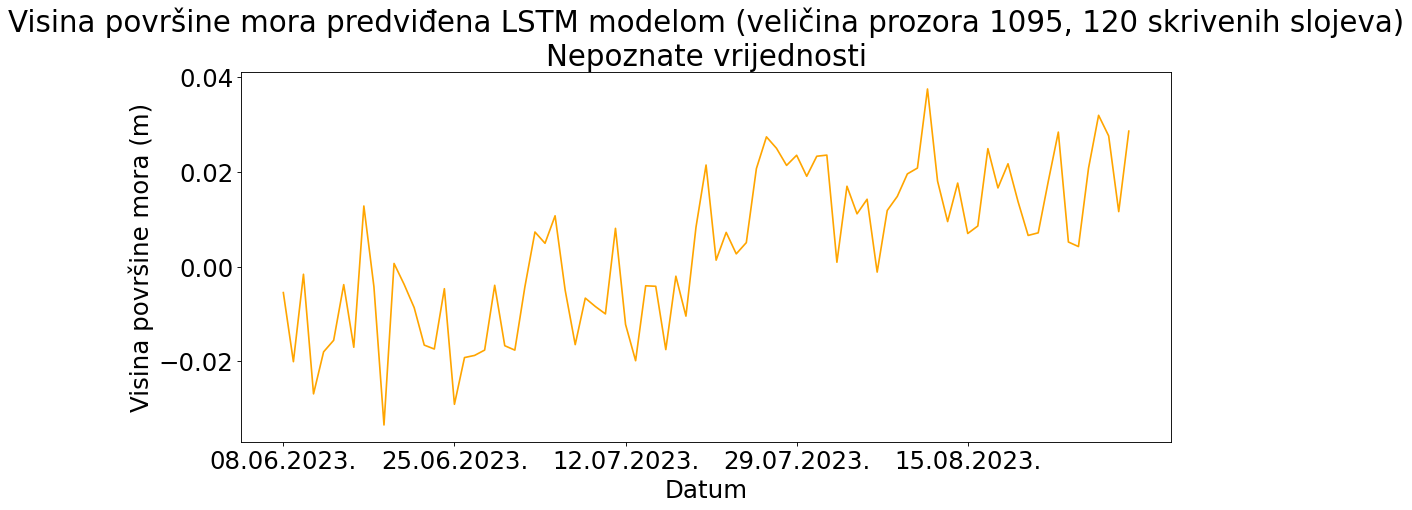 Visina površine mora predviđena LSTM modelom (veličina prozora 1095, 120 skrivenih slojeva)
Nepoznate vrijednosti
Visina površine mora (m)
0.04
0.02
0.00
−0.02
08.06.2023. 25.06.2023. 12.07.2023. 29.07.2023. 15.08.2023.
Datum